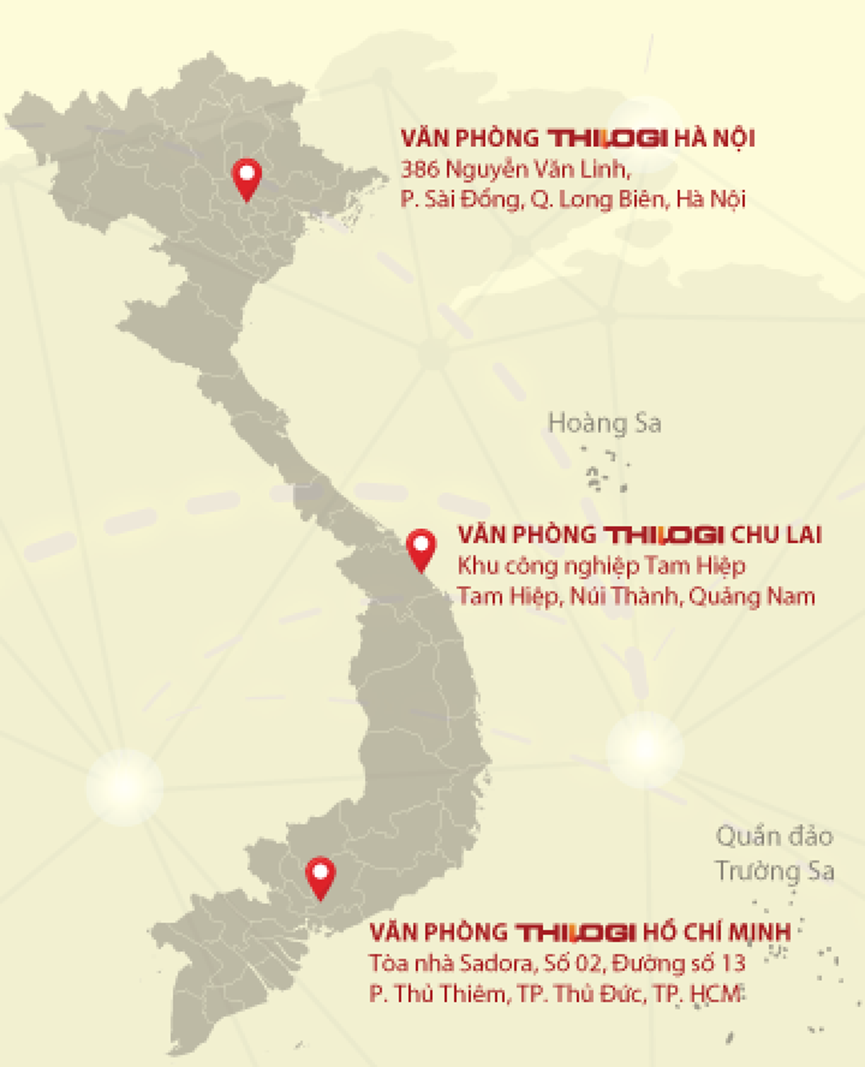 VĂN PHÒNG THILOGI HÀ NỘI
386 Nguyễn Văn Linh,
P. Sài Đồng, Q. Long Biên, Hà Nội
Hoàng Sa
VĂN PHÒNG THILOGI CHU LAI
Khu công nghiệp Tam Hiệp
Tam Hiệp, Núi Thành, Quảng Nam
Quần đảo
Trường Sa
VĂN PHÒNG THILOGI HỒ CHÍ MINH
Tòa nhà Sadora, Số 02, Đường số 13
P. Thủ Thiêm, TP. Thủ Đức, TP. HCM